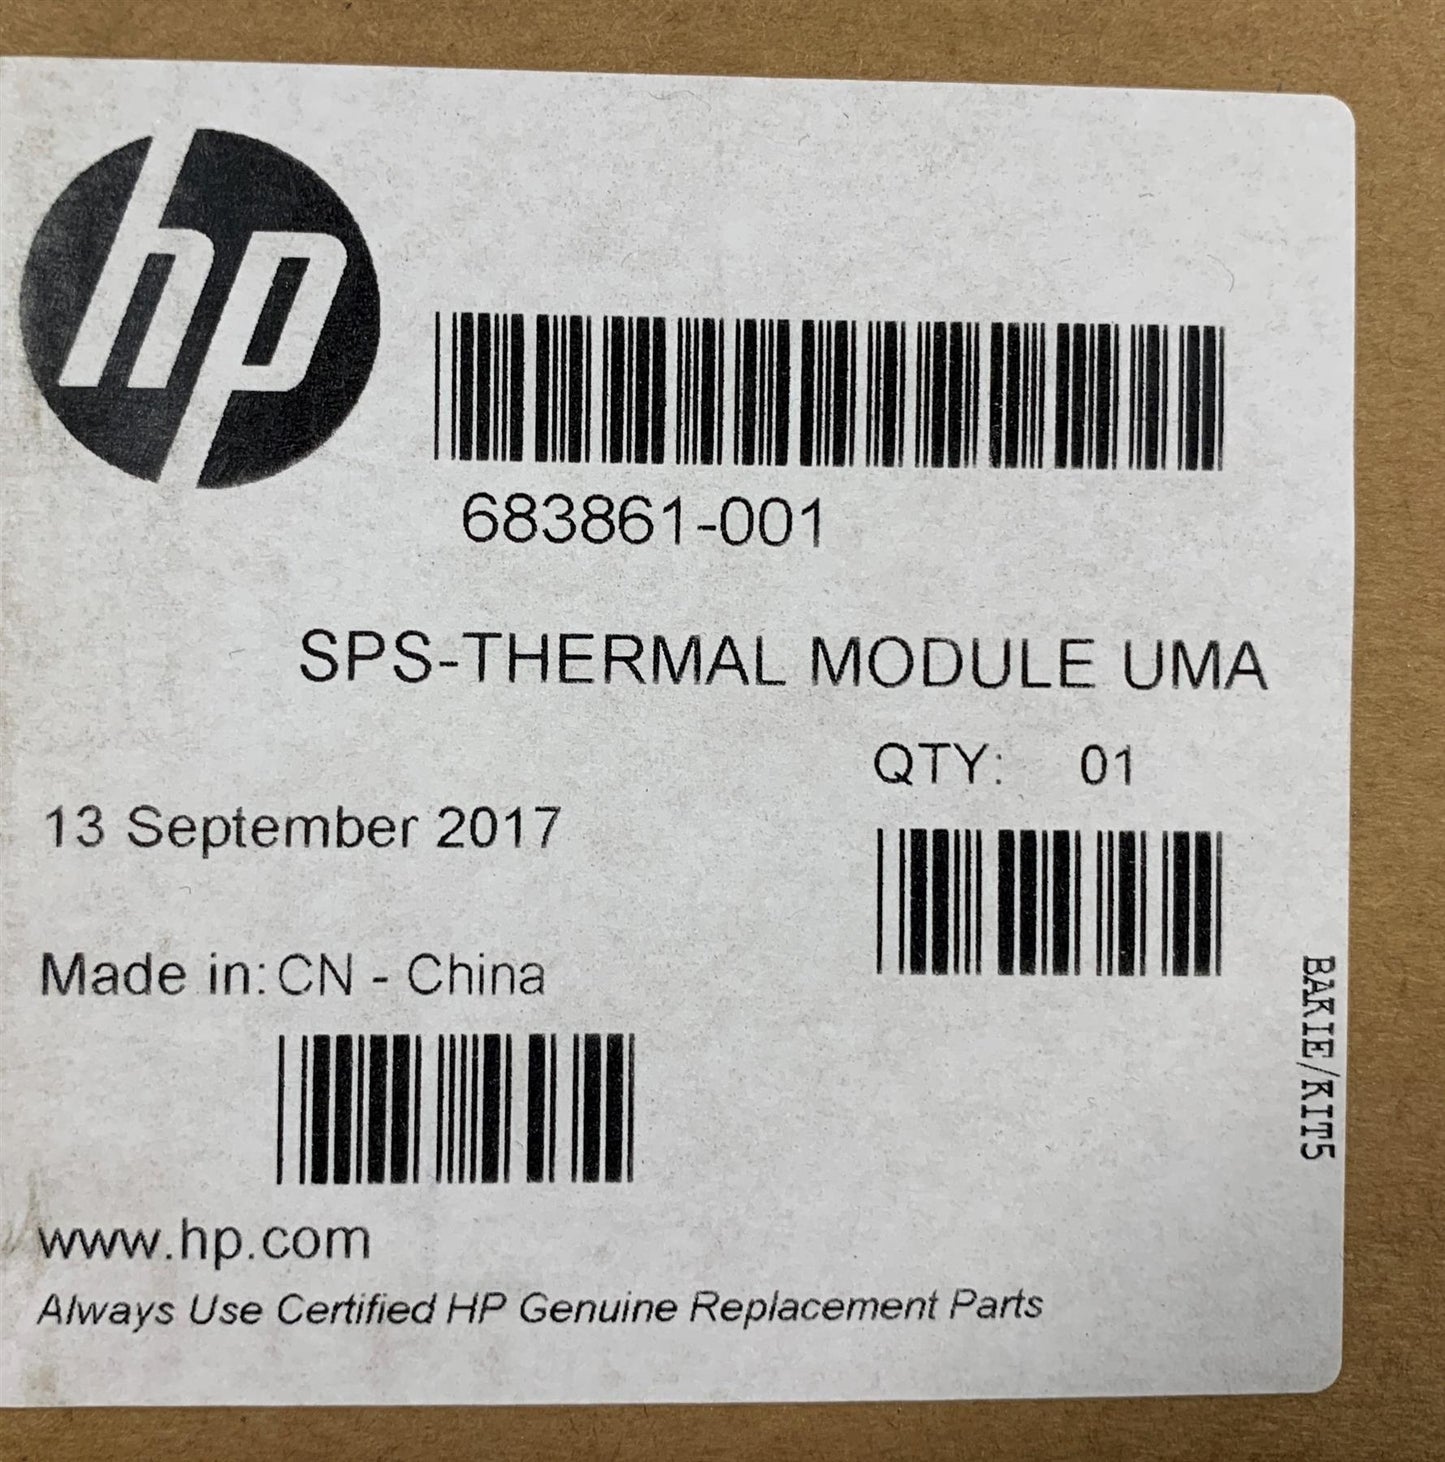 hp
683861-001
SPS-THERMAL MODULE UMA
QTY: 01
13 September 2017
Made in: CN - China
BAKIE/KIT5
www.hp.com
Always Use Certified HP Genuine Replacement Parts